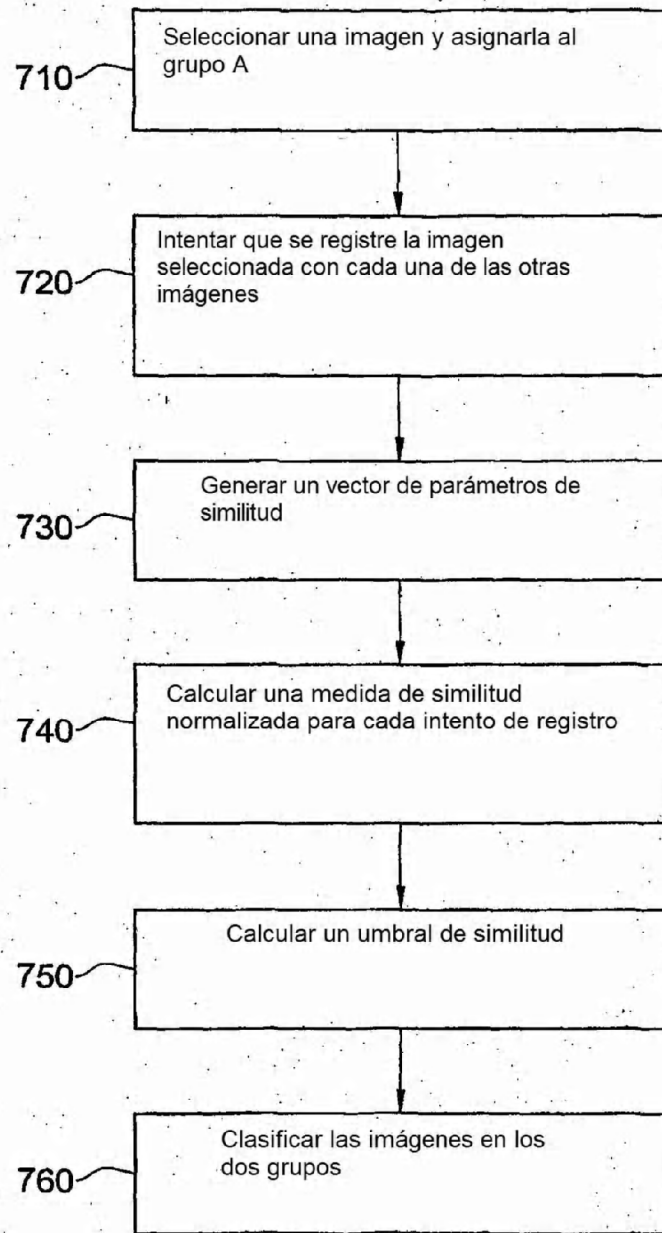 Seleccionar una imagen y asignarla al
grupo A
710
Intentar que se registre la imagen
seleccionada con cada una de las otras
imágenes
720
Generar un vector de parámetros de
similitud
730
Calcular una medida de similitud
normalizada para cada intento de registro
740
Calcular un umbral de similitud
750
Clasificar las imágenes en los
dos grupos
760